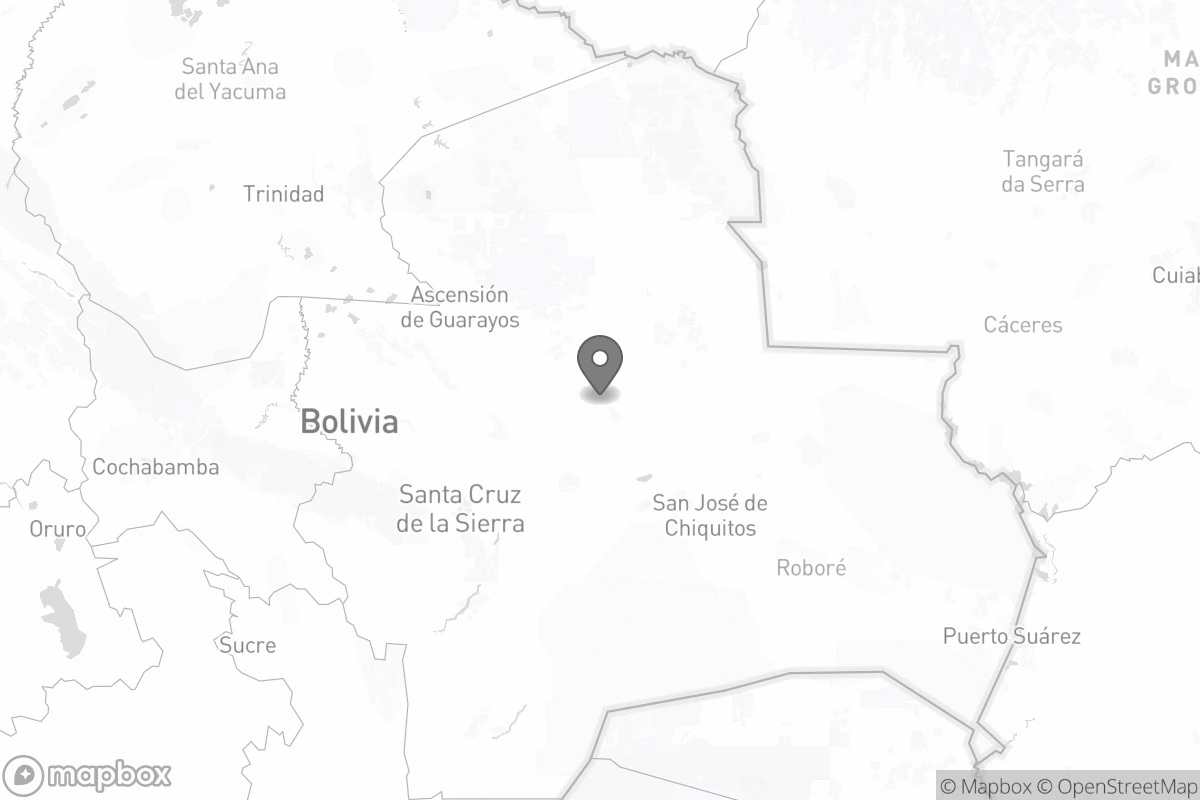 Santa Ana
del Yacuma
MA
GRO
Tangará
da Serra
Trinidad
Cuiab
Ascensión
de Guarayos
Cáceres
Bolivia
Cochabamba
Santa Cruz
de la Sierra
San José de
Chiquitos
Oruro
Roboré
Puerto Suárez
Sucre
mapbox
© Mapbox © OpenStreetMap